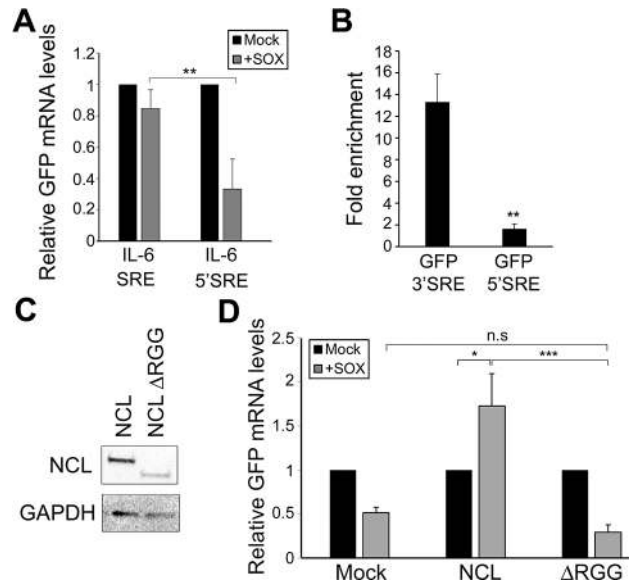 A
Relative GFP mRNA levels
Mock
+SOX
**
1
0.8
0.6
0.4
0.2
0
IL-6
SRE
IL-6
5'SRE
B
Fold enrichment
18
16
14
12
10
8
6
4
2
0
**
GFP
3'SRE
GFP
5'SRE
C
NCL
NCL ΔRGG
NCL
GAPDH
D
Relative GFP mRNA levels
Mock
+SOX
n.s
*
***
2.5
2
1.5
1
0.5
0
Mock
NCL
ΔRGG